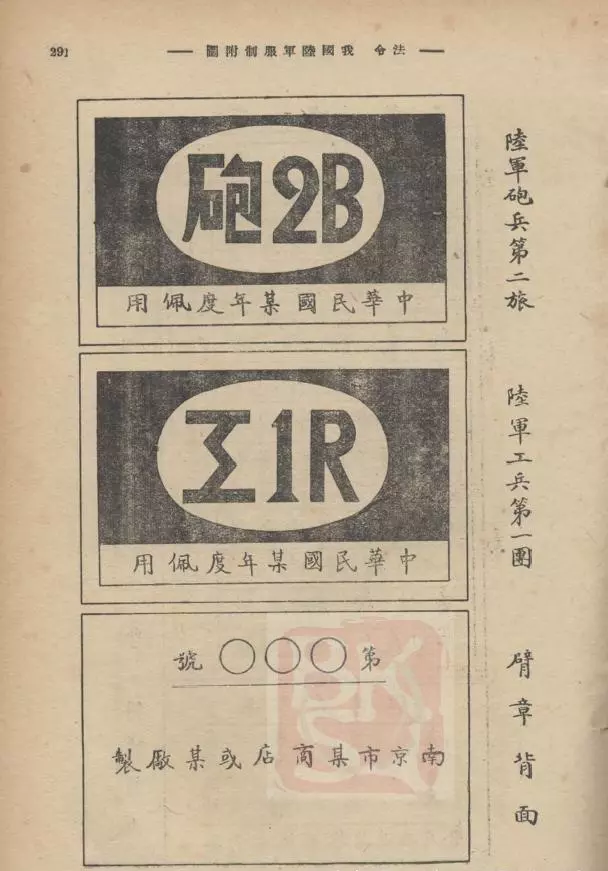 291
法令 我國陸軍服制附圖
陸軍砲兵第二旅
砲2B
中華民國某年度佩用
陸軍工兵第一團
工1R
中華民國某年度佩用
臂章背面
第○○○號
南京市某商店或某廠製